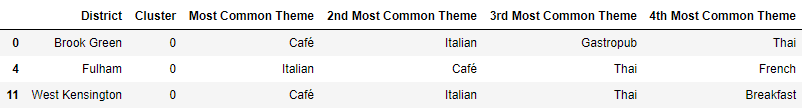 District Cluster Most Common Theme 2nd Most Common Theme 3rd Most Common Theme 4th Most Common Theme
0 Brook Green 0 Café Italian Gastropub Thai
4 Fulham 0 Italian Café Thai French
11 West Kensington 0 Café Italian Thai Breakfast